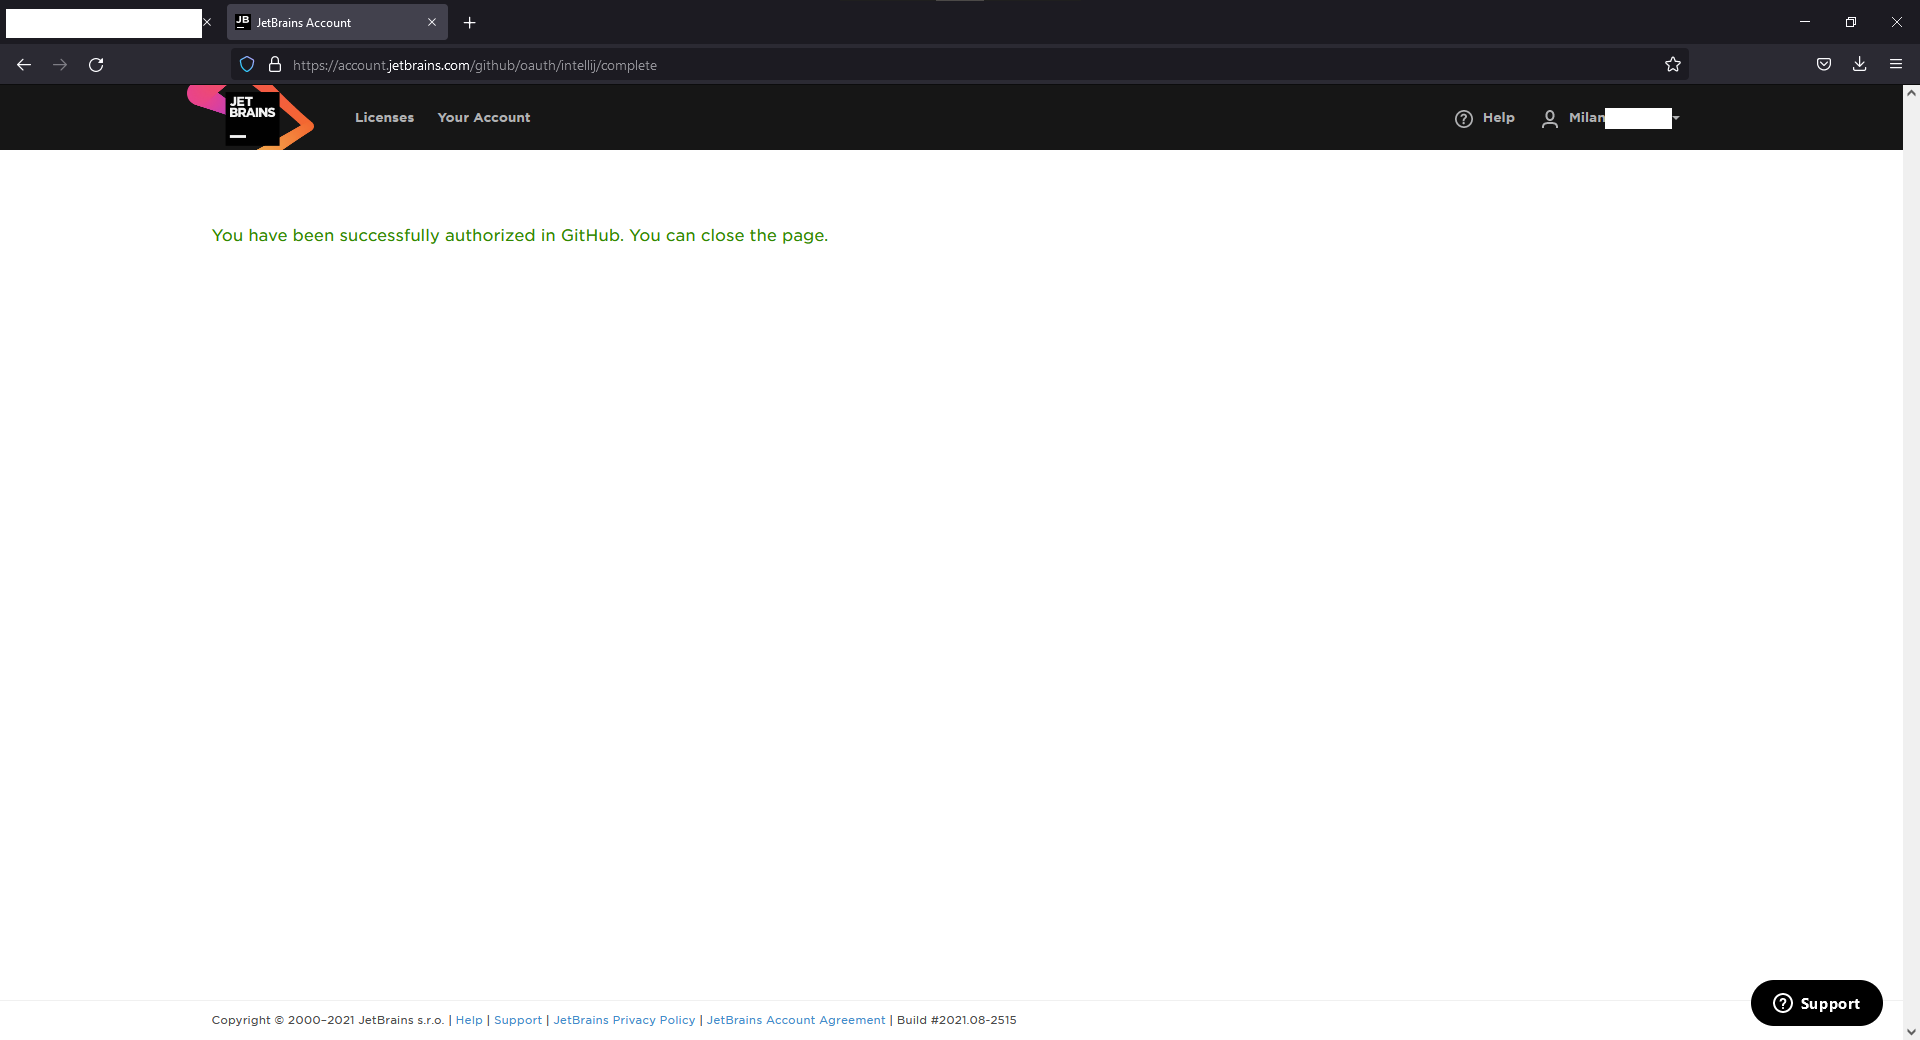 JB JetBrains Account
https://account.jetbrains.com/github/oauth/intellij/complete
JET
BRAINS
Licenses Your Account Help Milan
You have been successfully authorized in GitHub. You can close the page.
Support
Copyright © 2000–2021 JetBrains s.r.o. | Help | Support | JetBrains Privacy Policy | JetBrains Account Agreement | Build #2021.08-2515